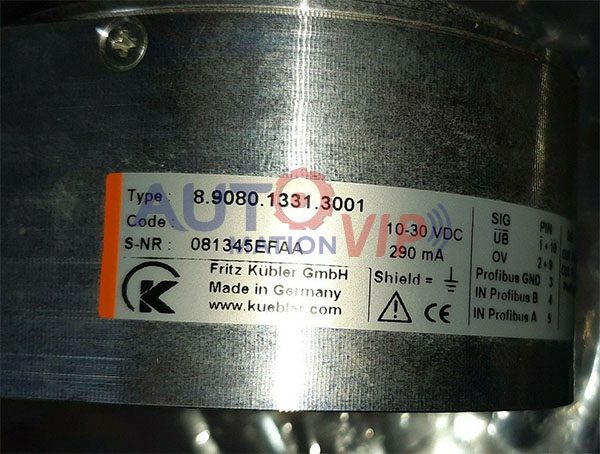 Type : 8.9080.1331.3001
Code :
S-NR : 081345EFAA
10-30 VDC
290 mA
Fritz Kübler GmbH
Made in Germany
www.kuebler.com
K
Shield =
CE
SIG PIN
UB 1 + 10
OV 2 + 9
Profibus GND 3
IN Profibus B 4
IN Profibus A 5
AUTO
MATION
VIP